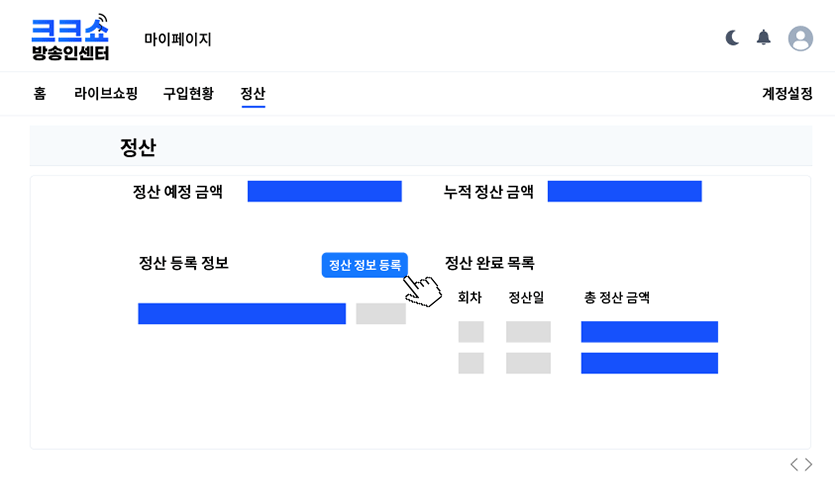 크크쇼
방송인센터
마이페이지
홈 라이브쇼핑 구입현황 정산 계정설정
정산
정산 예정 금액 누적 정산 금액
정산 등록 정보 정산 정보 등록 정산 완료 목록
회차 정산일 총 정산 금액